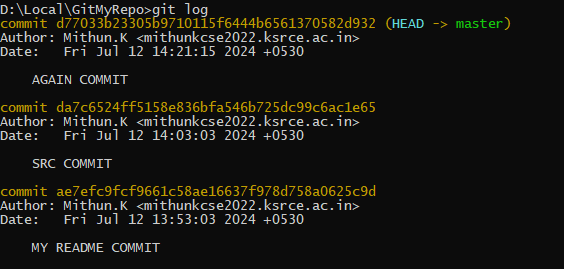 D:\Local\GitMyRepo>git log
commit d77033b23305b9710115f6444b6561370582d932 (HEAD -> master)
Author: Mithun.K <mithunkcse2022.ksrce.ac.in>
Date:   Fri Jul 12 14:21:15 2024 +0530
AGAIN COMMIT
commit da7c6524ff5158e836bfa546b725dc99c6ac1e65
Author: Mithun.K <mithunkcse2022.ksrce.ac.in>
Date:   Fri Jul 12 14:03:03 2024 +0530
SRC COMMIT
commit ae7efc9fcf9661c58ae16637f978d758a0625c9d
Author: Mithun.K <mithunkcse2022.ksrce.ac.in>
Date:   Fri Jul 12 13:53:03 2024 +0530
MY README COMMIT